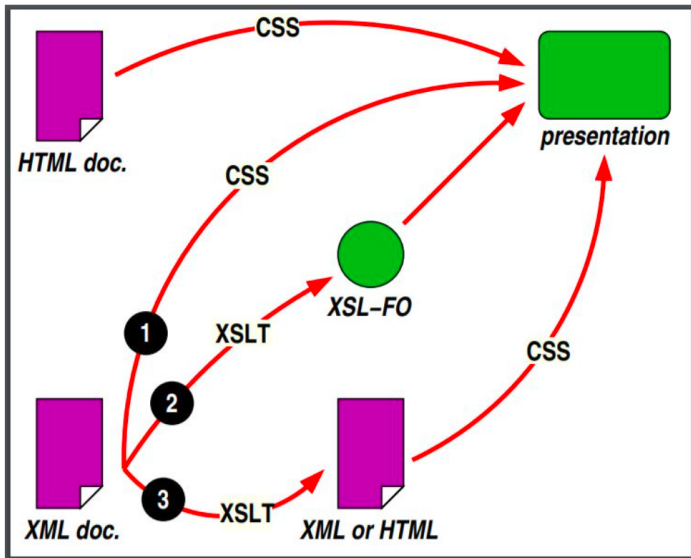 CSS
HTML doc.
presentation
CSS
XSL-FO
1
XSLT
CSS
2
3
XSLT
XML doc.
XML or HTML